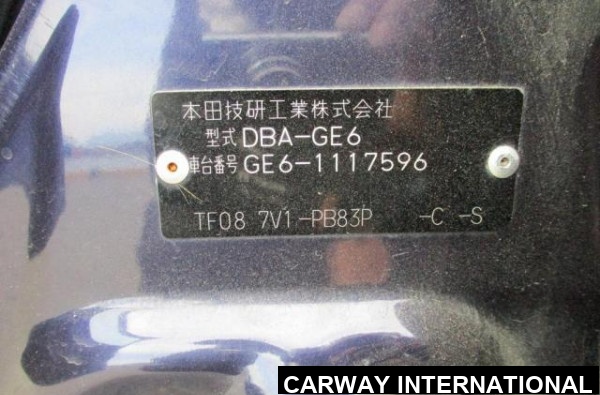 本田技研工業株式会社
型式 DBA-GE6
車台番号 GE6-1117596
TF08 7V1-PB83P -C -S
CARWAY INTERNATIONAL